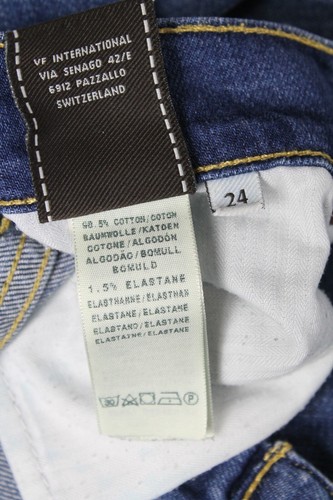 VF INTERNATIONAL
VIA SENAGO 42/E
6912 PAZZALLO
SWITZERLAND
24
98.5% COTTON/COTON
BAUMWOLLE/KATOEN
COTONE/ALGODÓN
ALGODÃO/BOMULL
BOMULD
1.5% ELASTANE
ELASTHANNE/ELASTHAN
ELASTANE/ELASTANO
ELASTANO/ELASTAN
ELASTAINE/ELASTAN
P